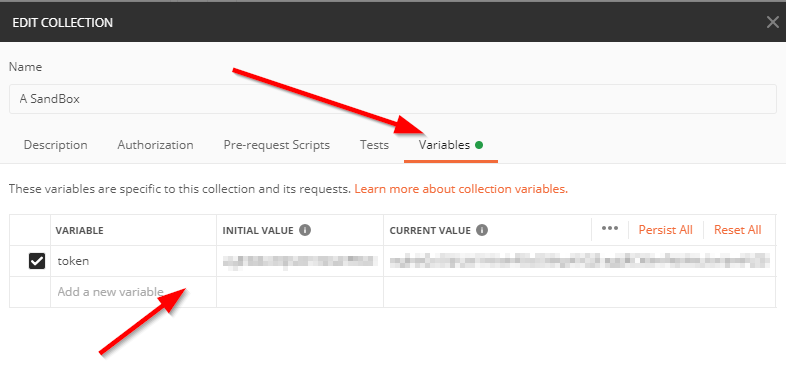 EDIT COLLECTION
Name
A SandBox
Description Authorization Pre-request Scripts Tests Variables
These variables are specific to this collection and its requests. Learn more about collection variables.
VARIABLE INITIAL VALUE CURRENT VALUE Persist All Reset All
token
Add a new variable